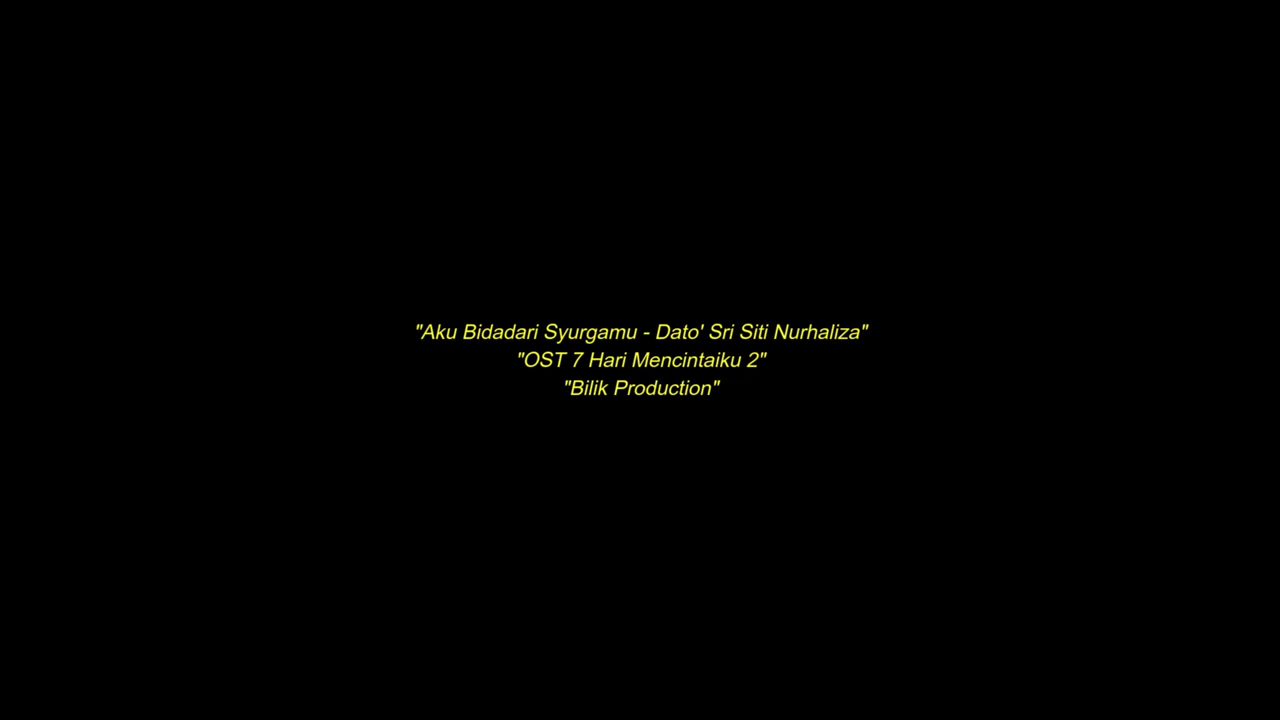 "Aku Bidadari Syurgamu - Dato' Sri Siti Nurhaliza"
"OST 7 Hari Mencintaiku 2"
"Bilik Production"